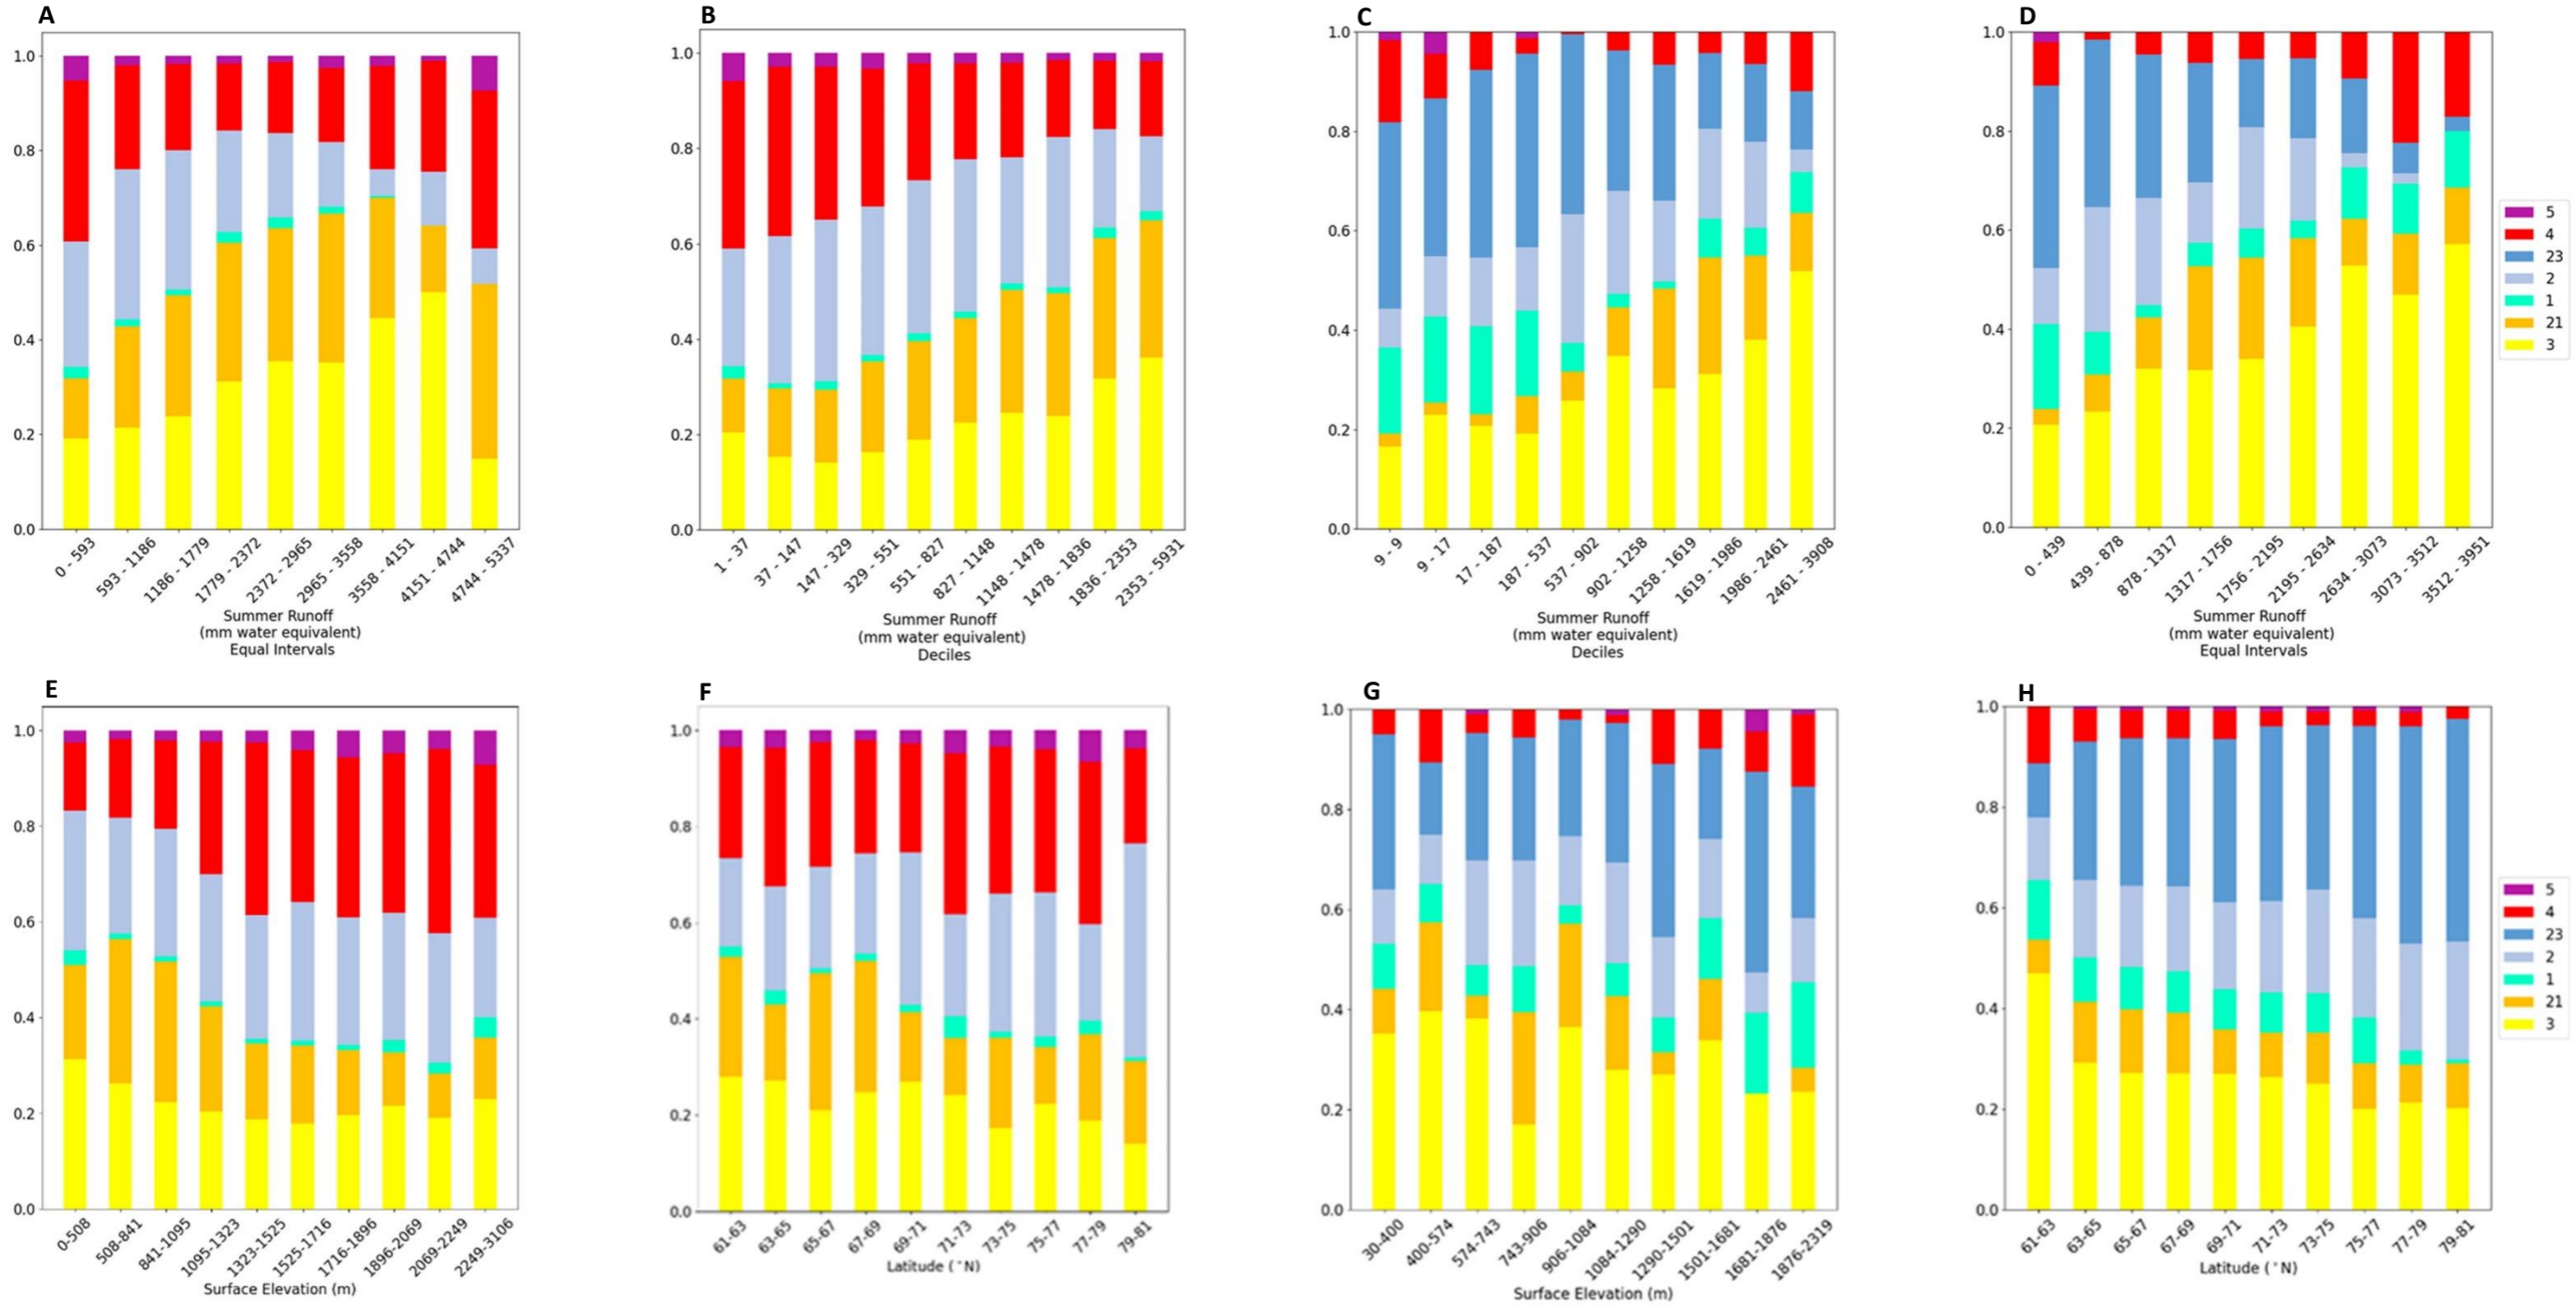 A
1.0
0.8
0.6
0.4
0.2
0.0
0 - 593
593 - 1186
1186 - 1779
1779 - 2372
2372 - 2965
2965 - 3558
3558 - 4151
4151 - 4744
4744 - 5337
Summer Runoff
(mm water equivalent)
Equal Intervals
B
1.0
0.8
0.6
0.4
0.2
0.0
1 - 37
37 - 147
147 - 329
329 - 551
551 - 827
827 - 1148
1148 - 1478
1478 - 1836
1836 - 2353
2353 - 5931
Summer Runoff
(mm water equivalent)
Deciles
C
1.0
0.8
0.6
0.4
0.2
0.0
9 - 9
9 - 17
17 - 187
187 - 537
537 - 902
902 - 1258
1258 - 1619
1619 - 1986
1986 - 2461
2461 - 3908
Summer Runoff
(mm water equivalent)
Deciles
D
1.0
0.8
0.6
0.4
0.2
0.0
0 - 439
439 - 878
878 - 1317
1317 - 1756
1756 - 2195
2195 - 2634
2634 - 3073
3073 - 3512
3512 - 3951
Summer Runoff
(mm water equivalent)
Equal Intervals
5
4
23
2
1
21
3
E
1.0
0.8
0.6
0.4
0.2
0.0
0-508
508-841
841-1095
1095-1323
1323-1525
1525-1716
1716-1896
1896-2069
2069-2249
2249-3106
Surface Elevation (m)
F
1.0
0.8
0.6
0.4
0.2
0.0
61-63
63-65
65-67
67-69
69-71
71-73
73-75
75-77
77-79
79-81
Latitude (°N)
G
1.0
0.8
0.6
0.4
0.2
0.0
30-400
400-574
574-743
743-906
906-1084
1084-1290
1290-1501
1501-1681
1681-1876
1876-2319
Surface Elevation (m)
H
1.0
0.8
0.6
0.4
0.2
0.0
61-63
63-65
65-67
67-69
69-71
71-73
73-75
75-77
77-79
79-81
Latitude (°N)
5
4
23
2
1
21
3